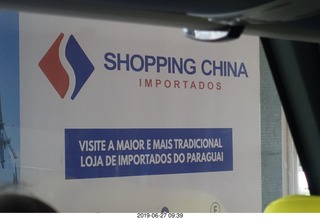 SHOPPING CHINA
IMPORTADOS
VISITE A MAIOR E MAIS TRADICIONAL
LOJA DE IMPORTADOS DO PARAGUAI
2019-06-27 09:39